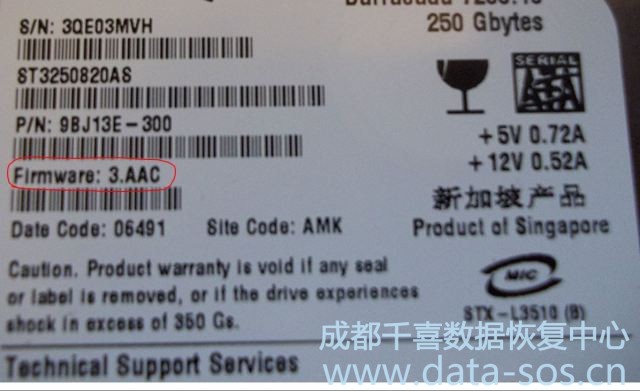 S/N: 3QE03MVH
250 Gbytes
ST3250820AS
SERIAL
P/N: 9BJ13E-300
+5V 0.72A
+12V 0.52A
Firmware: 3.AAC
新加坡产品
Date Code: 06491 Site Code: AMK
Product of Singapore
Caution. Product warranty is void if any seal
or label is removed, or if the drive experiences
shock in excess of 350 Gs.
MIC
STX-L3510 (B)
Technical Support Services
成都千喜数据恢复中心
www.data-sos.cn